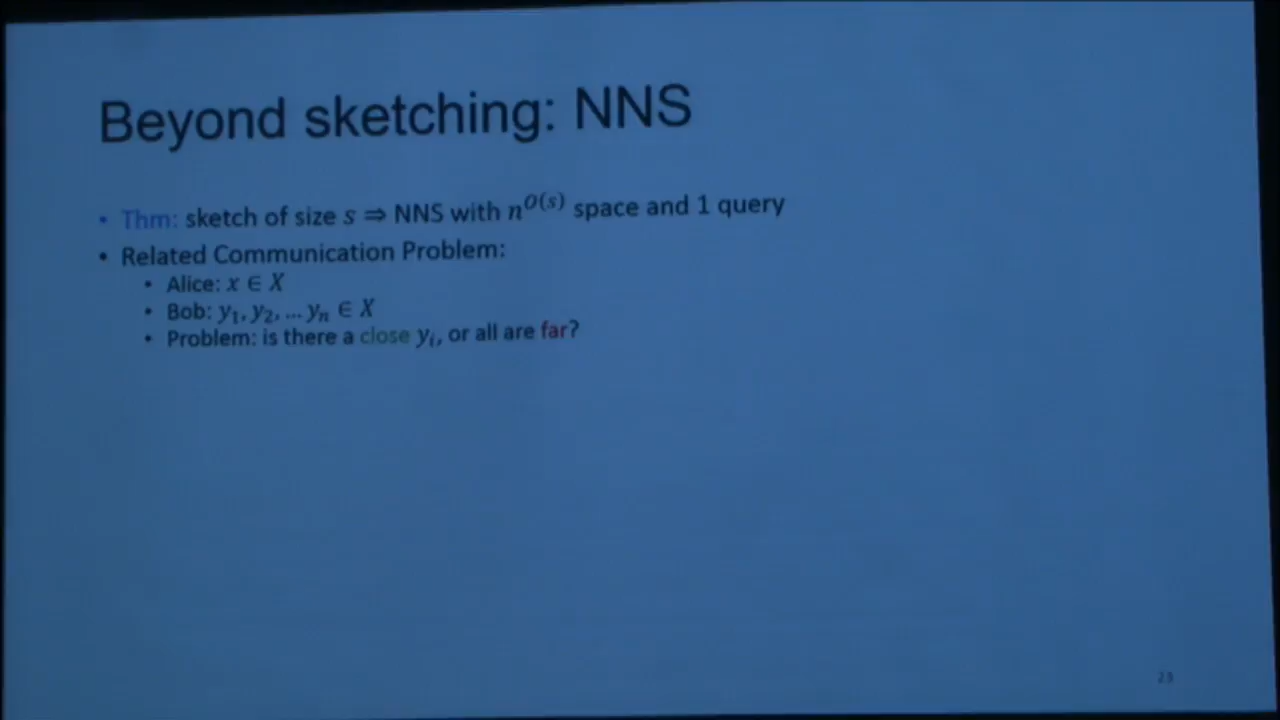 Beyond sketching: NNS
• Thm: sketch of size s ⇒ NNS with n^{O(s)} space and 1 query
• Related Communication Problem:
• Alice: x ∈ X
• Bob: y₁, y₂, … yₙ ∈ X
• Problem: is there a close yᵢ, or all are far?
23